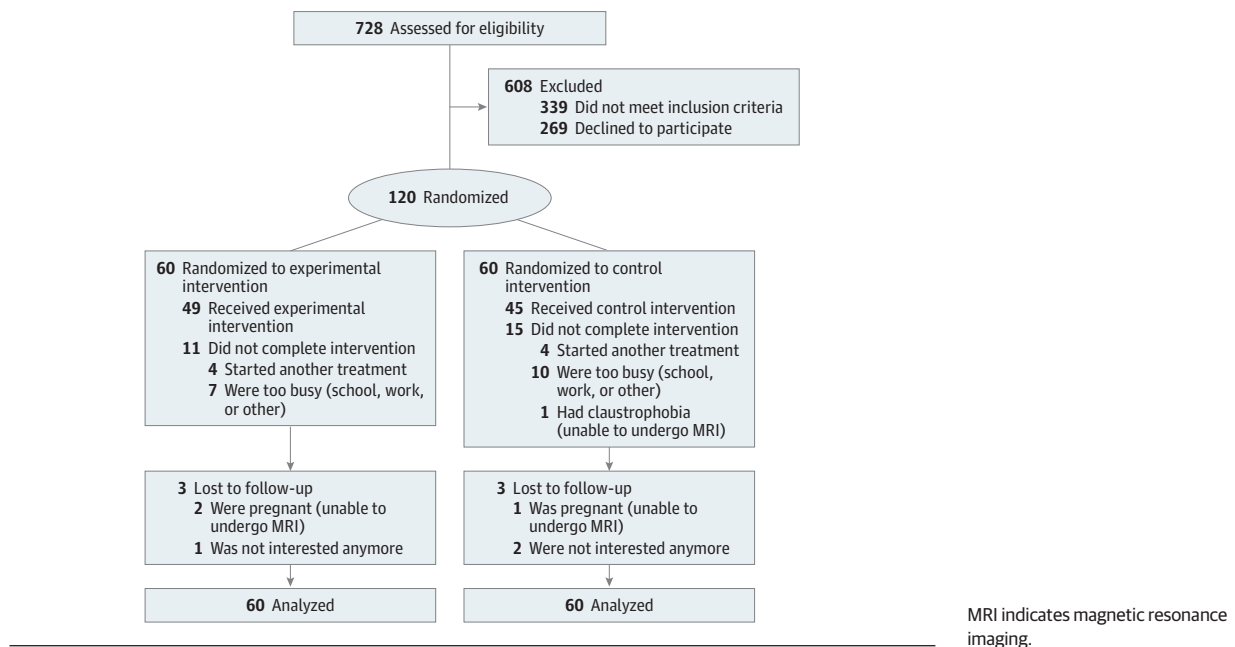 728 Assessed for eligibility
608 Excluded
339 Did not meet inclusion criteria
269 Declined to participate
120 Randomized
60 Randomized to experimental
intervention
49 Received experimental
intervention
11 Did not complete intervention
4 Started another treatment
7 Were too busy (school, work,
or other)
60 Randomized to control
intervention
45 Received control intervention
15 Did not complete intervention
4 Started another treatment
10 Were too busy (school,
work, or other)
1 Had claustrophobia
(unable to undergo MRI)
3 Lost to follow-up
2 Were pregnant (unable to
undergo MRI)
1 Was not interested anymore
3 Lost to follow-up
1 Was pregnant (unable to
undergo MRI)
2 Were not interested anymore
60 Analyzed
60 Analyzed
MRI indicates magnetic resonance
imaging.